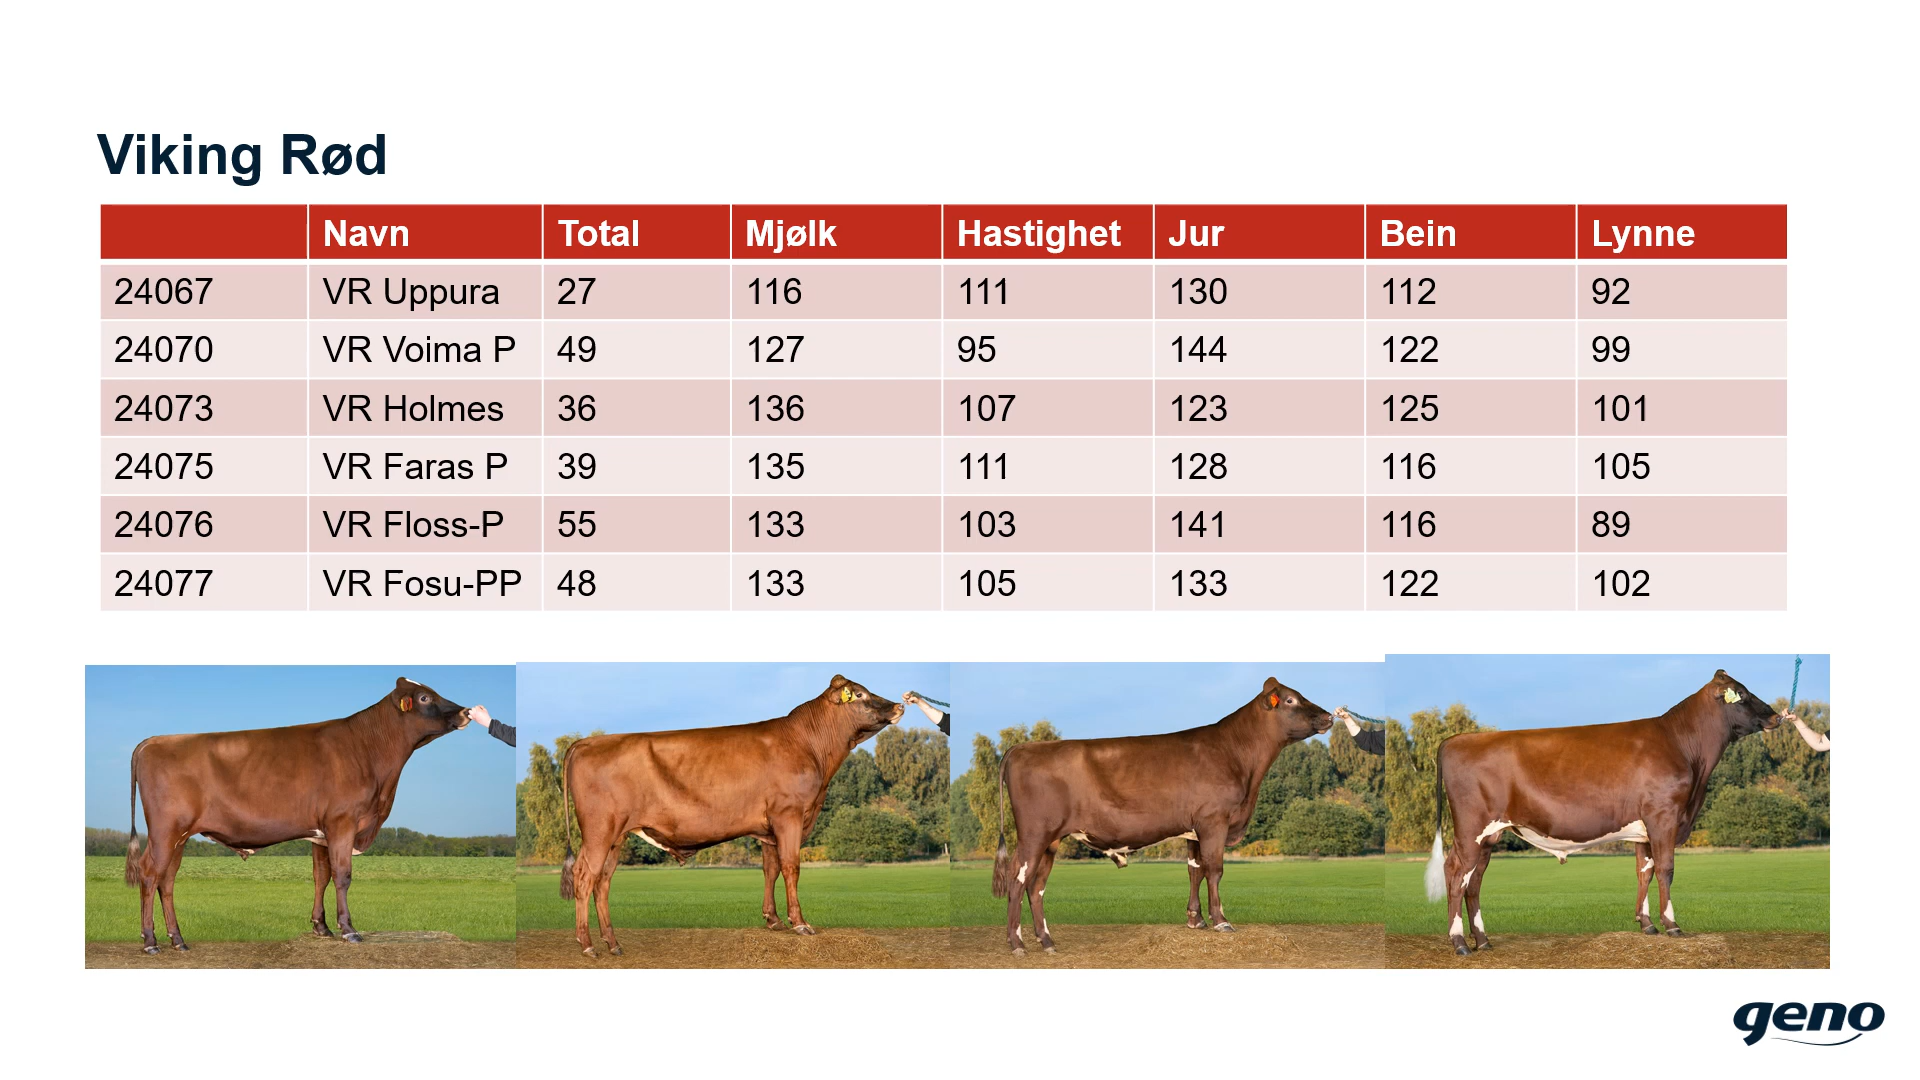 Viking Rød
Navn Total Mjølk Hastighet Jur Bein Lynne
24067 VR Uppura 27 116 111 130 112 92
24070 VR Voima P 49 127 95 144 122 99
24073 VR Holmes 36 136 107 123 125 101
24075 VR Faras P 39 135 111 128 116 105
24076 VR Floss-P 55 133 103 141 116 89
24077 VR Fosu-PP 48 133 105 133 122 102
geno